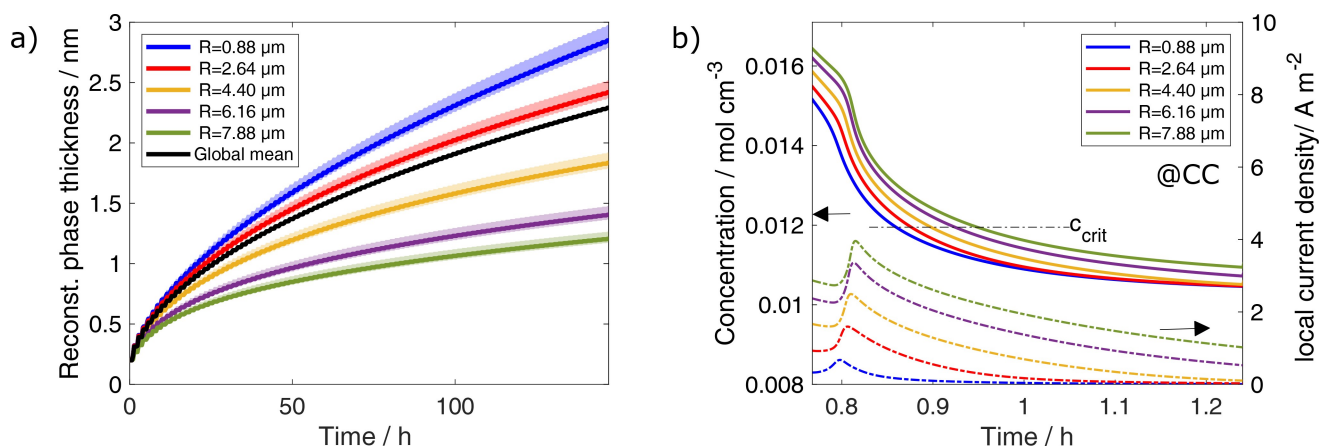 a)
Reconst. phase thickness / nm
3
2.5
2
1.5
1
0.5
0
R=0.88 µm
R=2.64 µm
R=4.40 µm
R=6.16 µm
R=7.88 µm
Global mean
0
50
100
Time / h
b)
Concentration / mol cm-3
0.016
0.014
0.012
0.01
0.008
R=0.88 µm
R=2.64 µm
R=4.40 µm
R=6.16 µm
R=7.88 µm
@CC
ccrit
10
8
6
4
2
0
local current density/ A m-2
0.8
0.9
1
1.1
1.2
Time / h